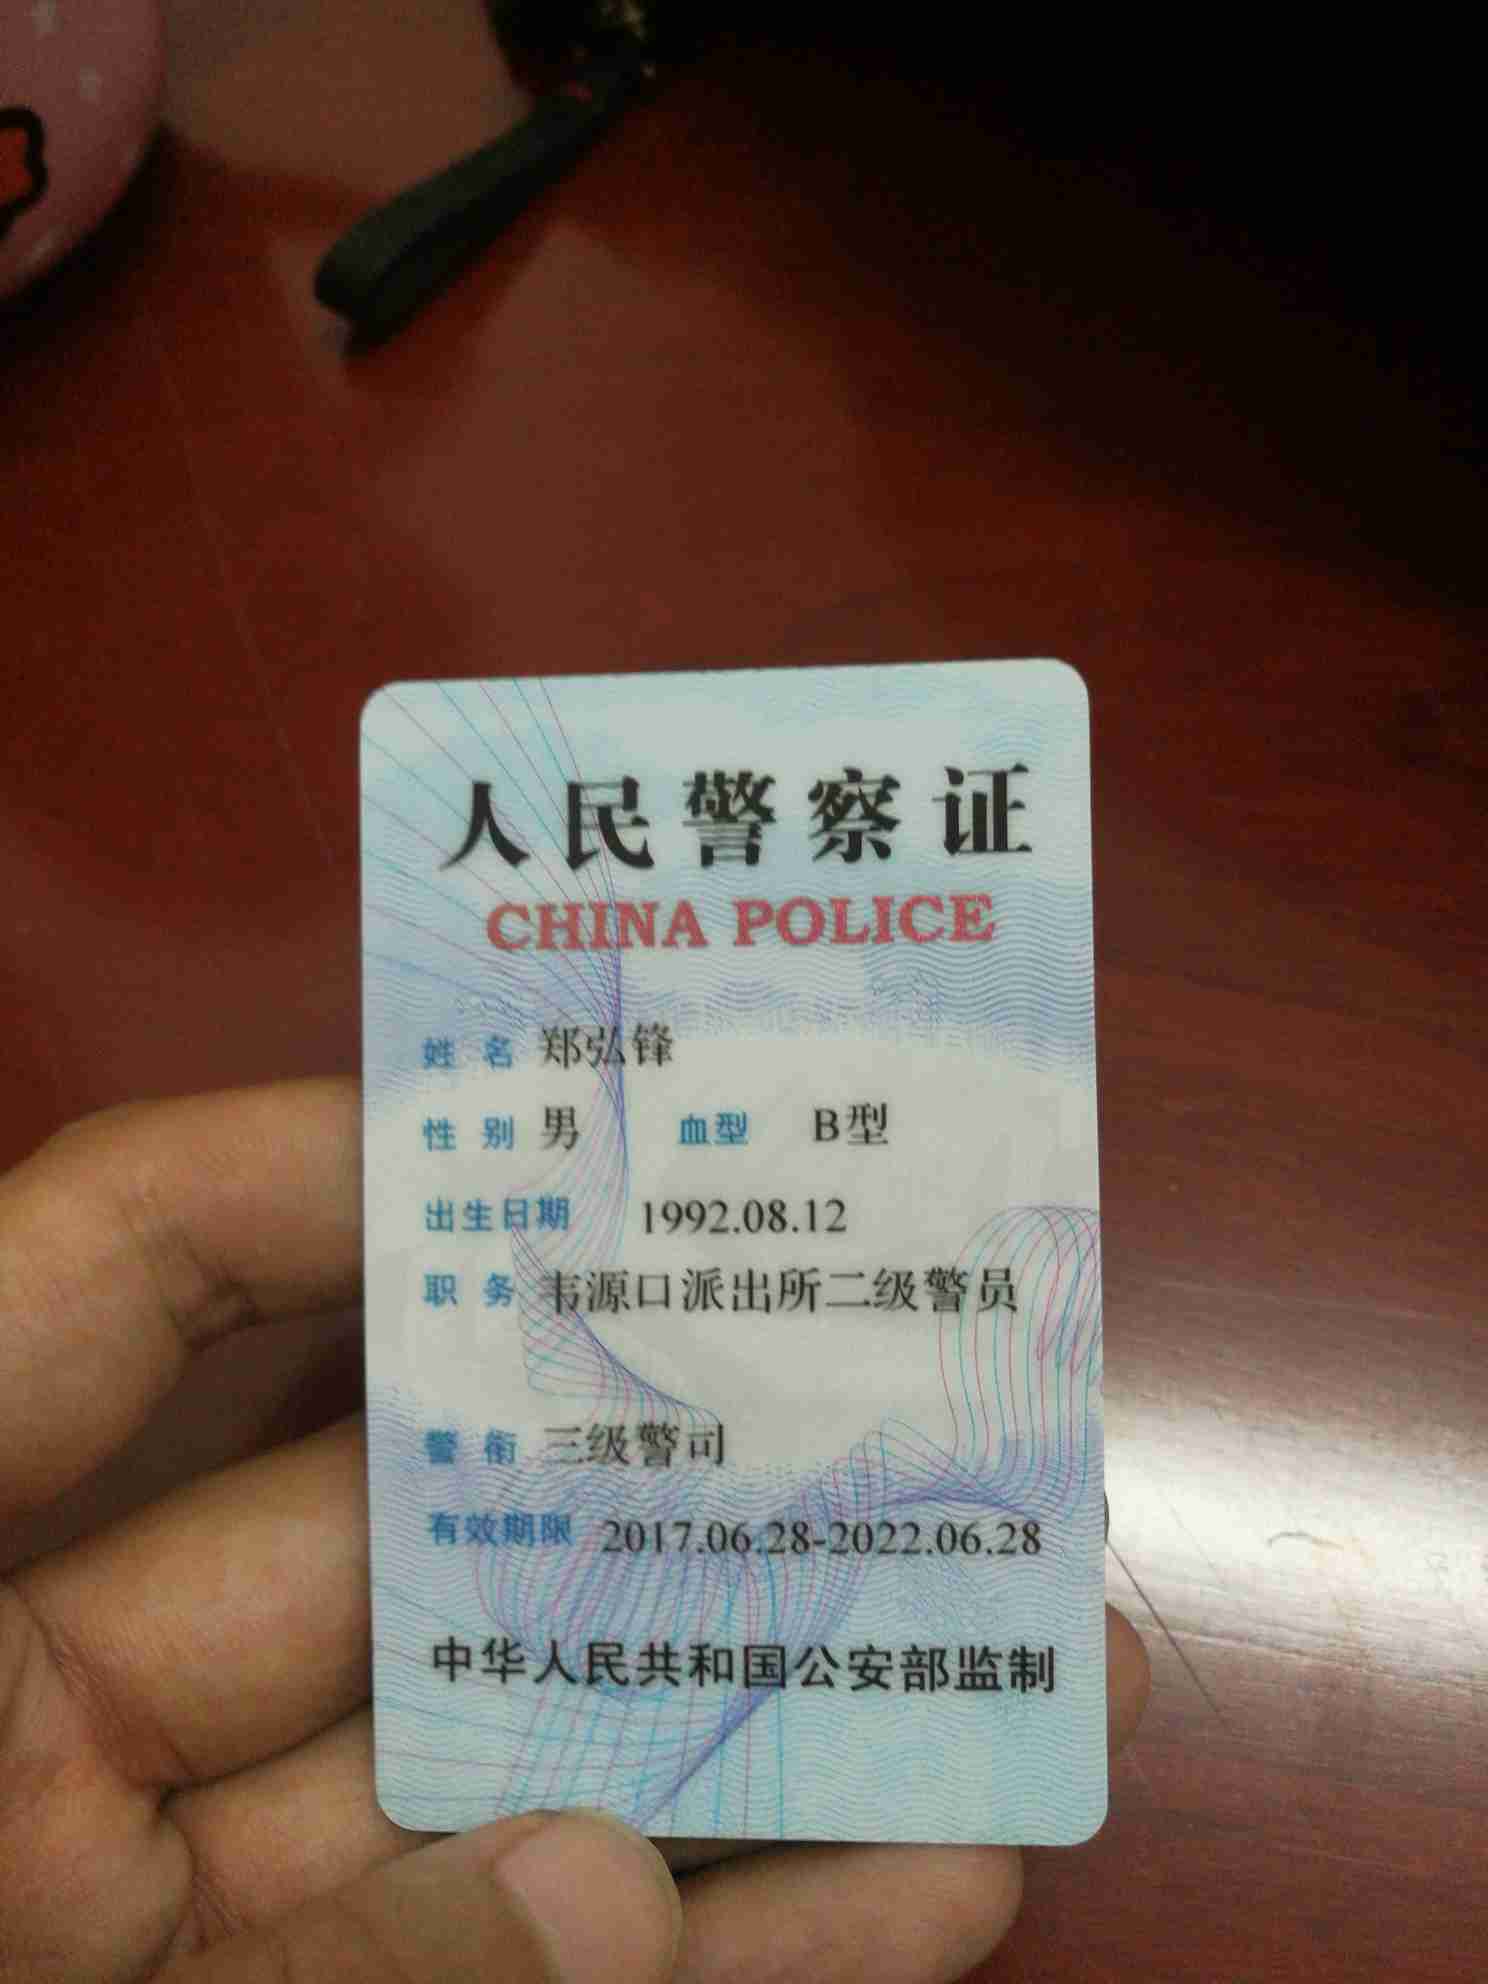 人民警察证
CHINA POLICE
姓名 郑弘锋
性别 男 血型 B型
出生日期 1992.08.12
职务 韦源口派出所二级警员
警衔 三级警司
有效期限 2017.06.28-2022.06.28
中华人民共和国公安部监制